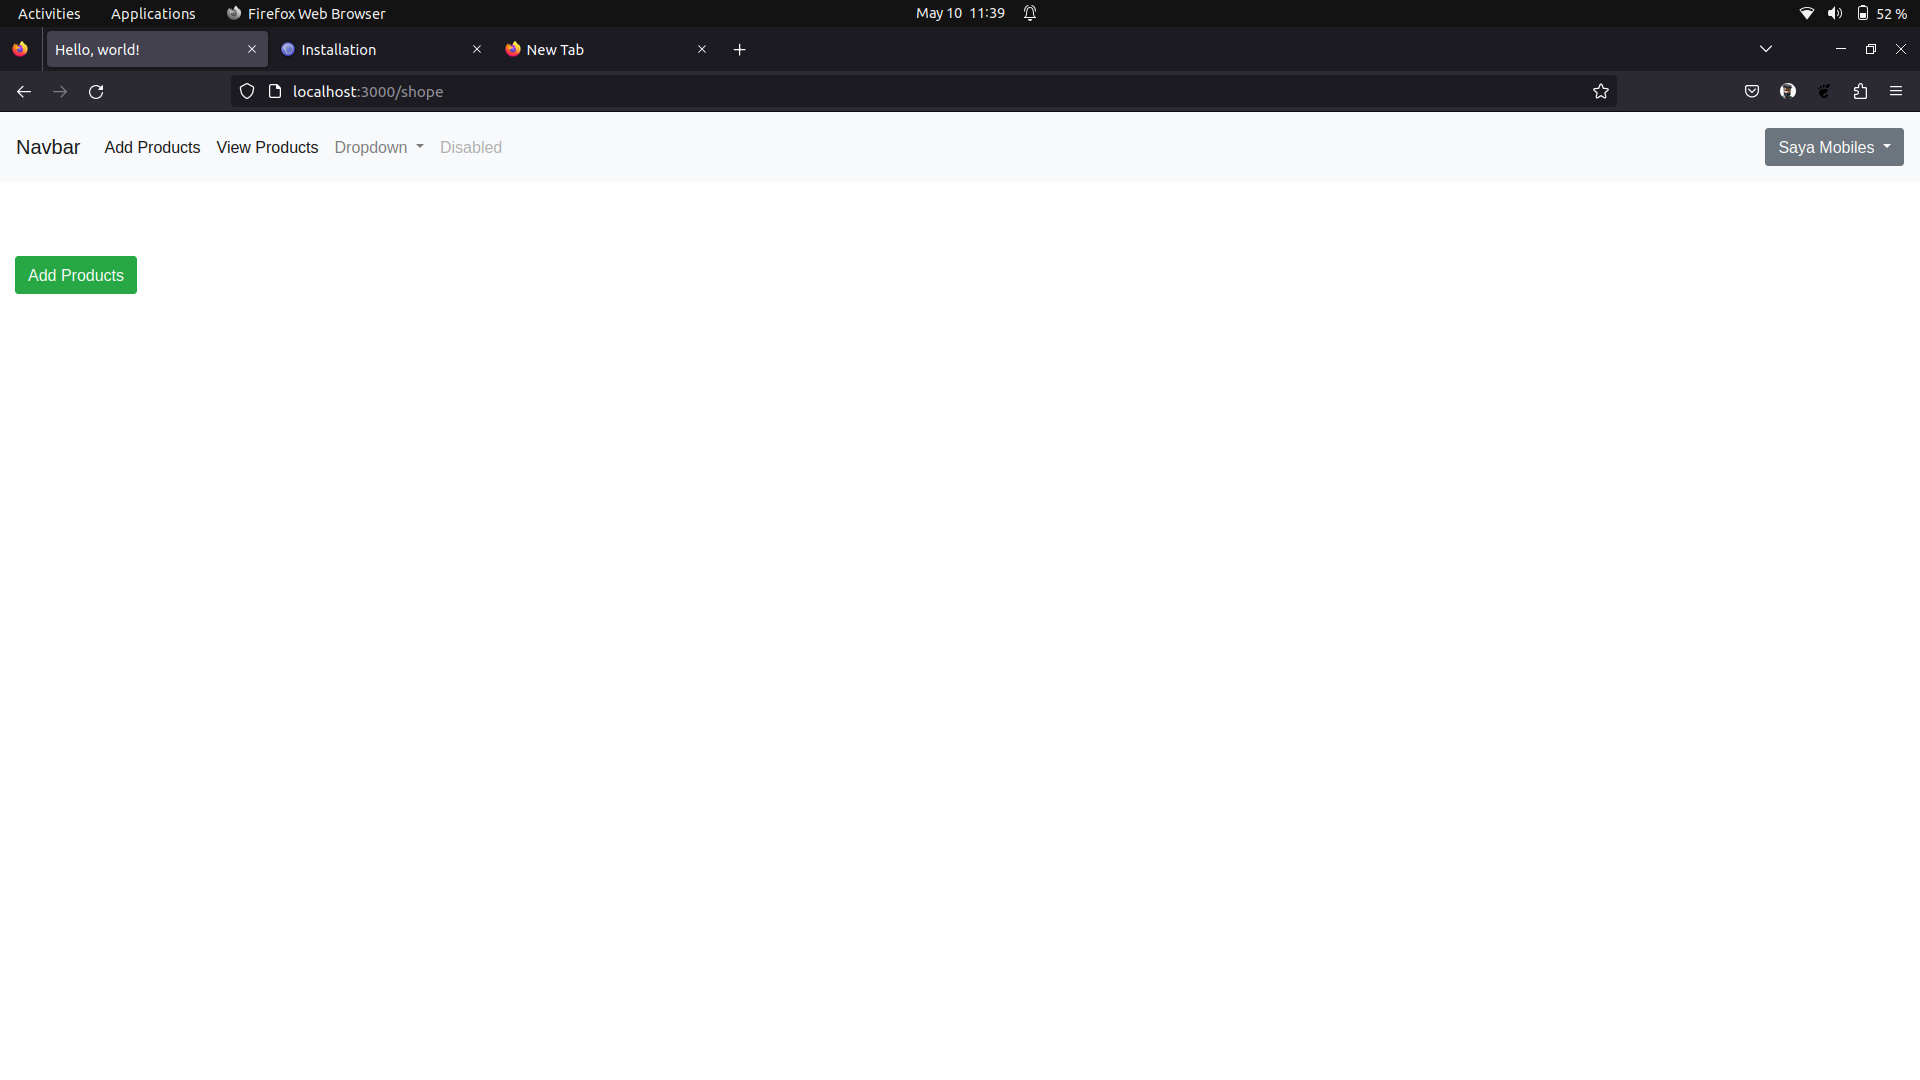 Activities Applications Firefox Web Browser May 10 11:39 52 %
Hello, world! Installation New Tab
localhost:3000/shope
Navbar Add Products View Products Dropdown Disabled Saya Mobiles
Add Products